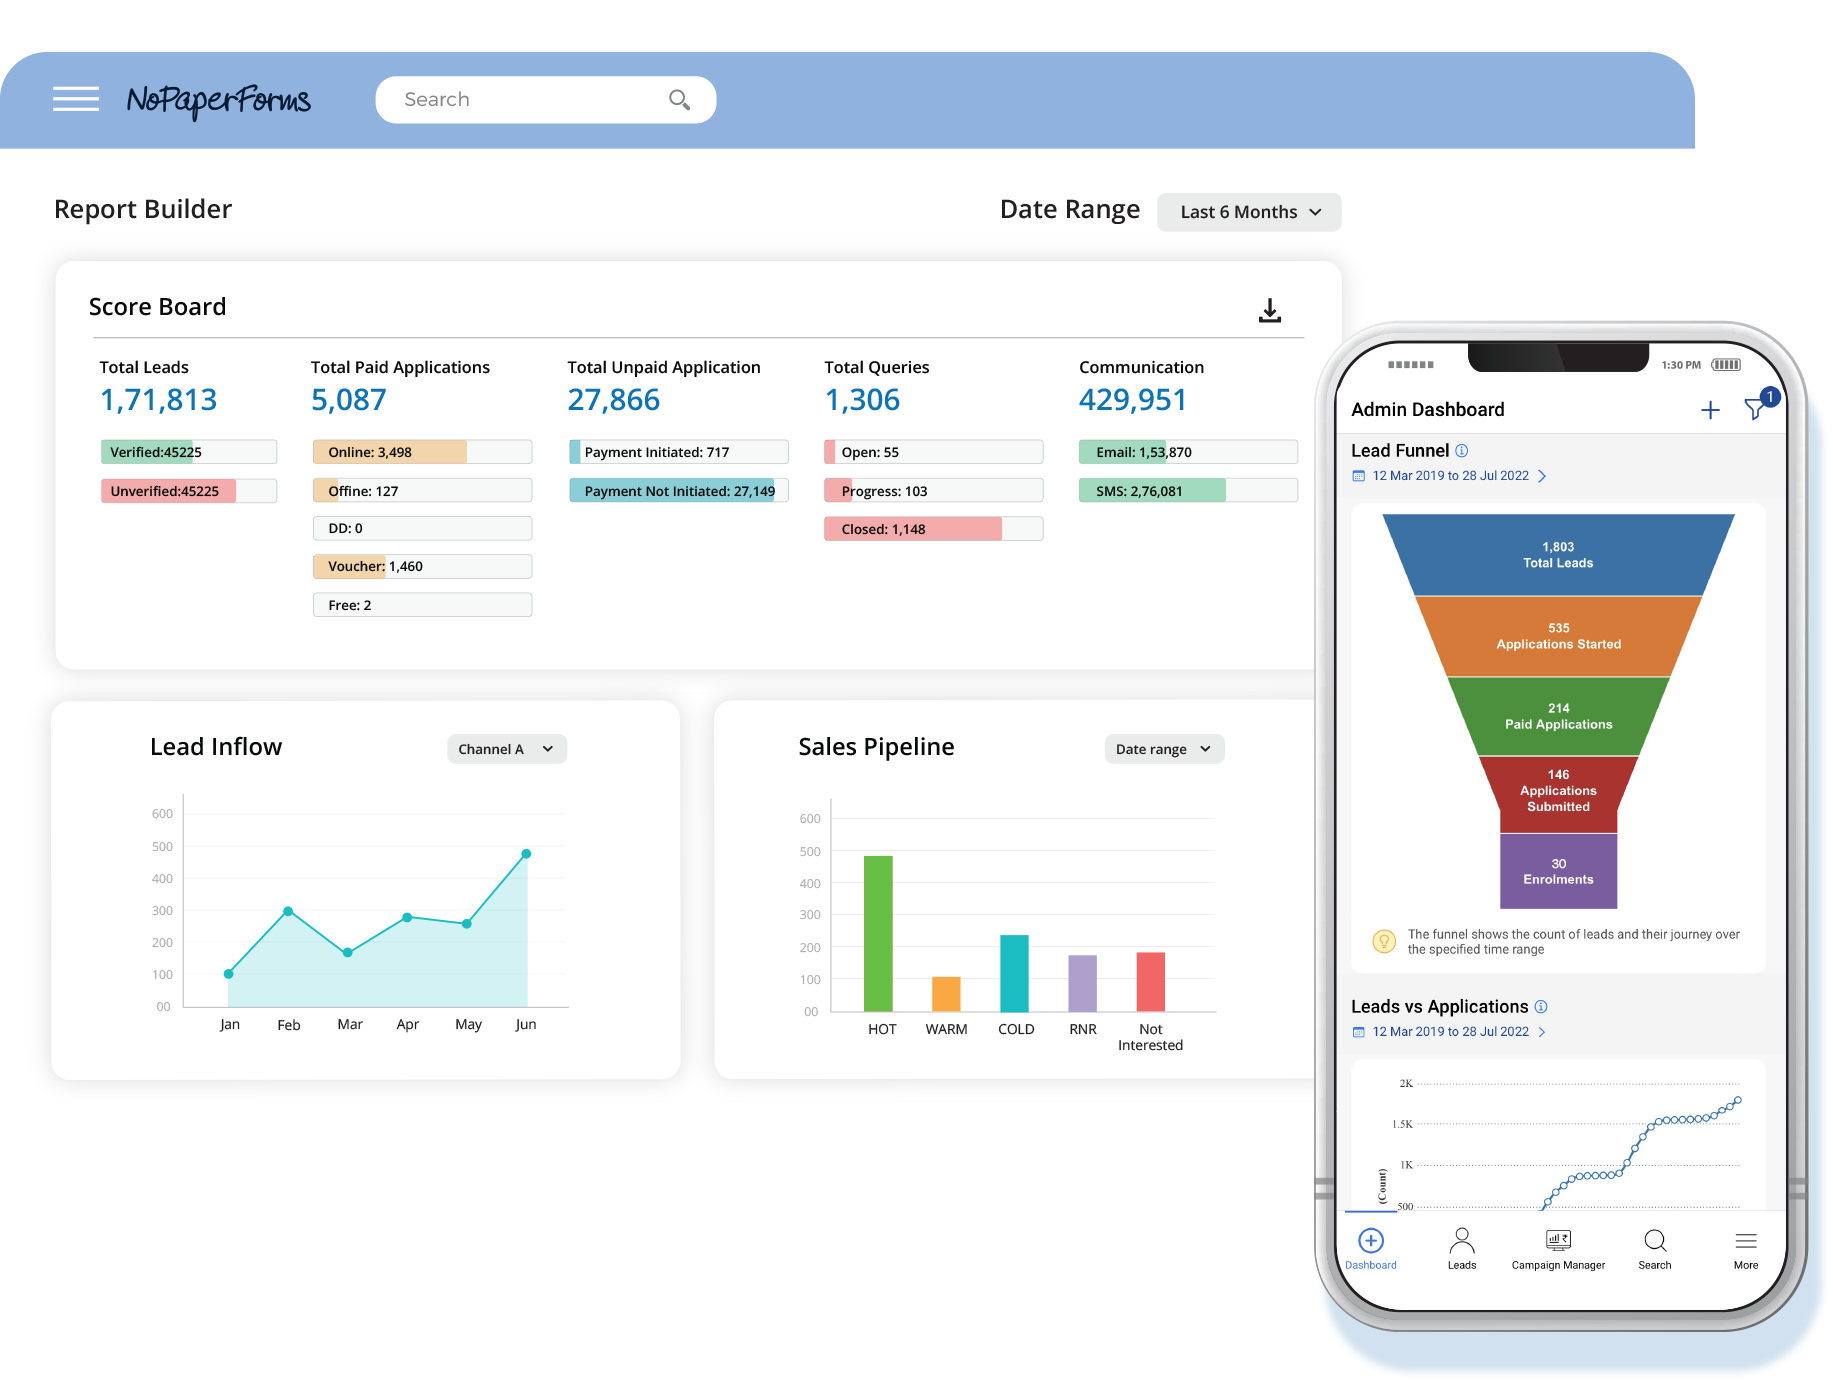 NoPaperForms
Search
Report Builder
Date Range
Last 6 Months
Score Board
Total Leads
1,71,813
Verified:45225
Unverified:45225
Total Paid Applications
5,087
Online: 3,498
Offine: 127
DD: 0
Voucher: 1,460
Free: 2
Total Unpaid Application
27,866
Payment Initiated: 717
Payment Not Initiated: 27,149
Total Queries
1,306
Open: 55
Progress: 103
Closed: 1,148
Communication
429,951
Email: 1,53,870
SMS: 2,76,081
Lead Inflow
Channel A
600
500
400
300
200
100
00
Jan Feb Mar Apr May Jun
Sales Pipeline
Date range
600
500
400
300
200
100
00
HOT WARM COLD RNR Not
Interested
1:30 PM
Admin Dashboard
1
Lead Funnel
12 Mar 2019 to 28 Jul 2022
1,803
Total Leads
535
Applications Started
214
Paid Applications
146
Applications
Submitted
30
Enrolments
The funnel shows the count of leads and their journey over
the specified time range
Leads vs Applications
12 Mar 2019 to 28 Jul 2022
2K
1.5K
1K
500
(Count)
Dashboard
Leads
Campaign Manager
Search
More